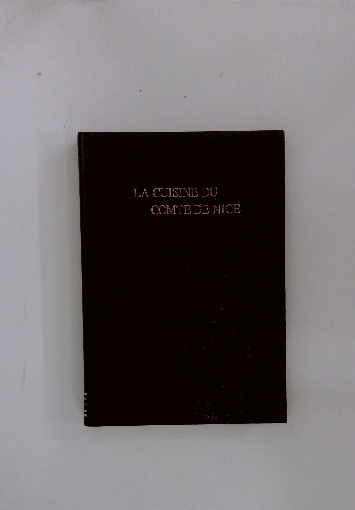 LA CUISINE DU
COMTE DE NICE